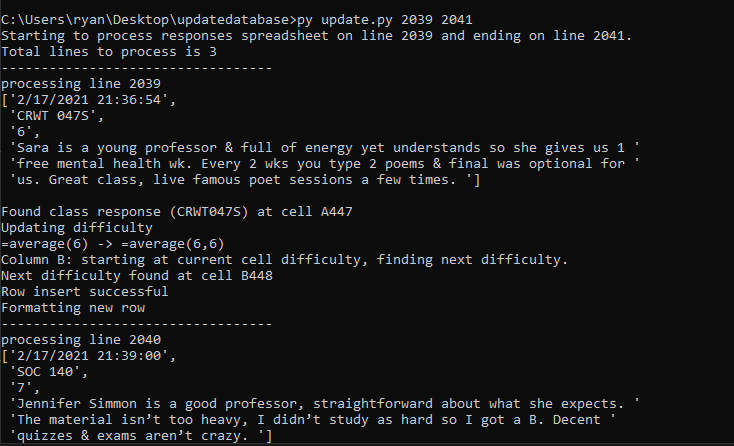 C:\Users\ryan\Desktop\updatedatabase>py update.py 2039 2041
Starting to process responses spreadsheet on line 2039 and ending on line 2041.
Total lines to process is 3
----------------------------------
processing line 2039
['2/17/2021 21:36:54',
 'CRWT 047S',
 '6',
 'Sara is a young professor & full of energy yet understands so she gives us 1 '
 'free mental health wk. Every 2 wks you type 2 poems & final was optional for '
 'us. Great class, live famous poet sessions a few times. ']
Found class response (CRWT047S) at cell A447
Updating difficulty
=average(6) -> =average(6,6)
Column B: starting at current cell difficulty, finding next difficulty.
Next difficulty found at cell B448
Row insert successful
Formatting new row
----------------------------------
processing line 2040
['2/17/2021 21:39:00',
 'SOC 140',
 '7',
 'Jennifer Simmon is a good professor, straightforward about what she expects. '
 'The material isn’t too heavy, I didn’t study as hard so I got a B. Decent '
 'quizzes & exams aren’t crazy. ']